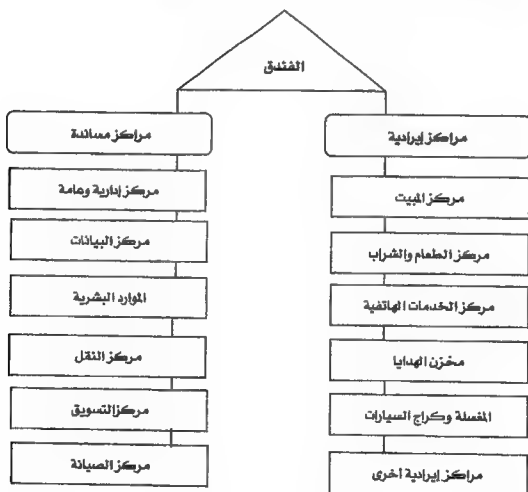 الفندق
مراكز إيرادية
مركز المبيت
مركز الطعام والشراب
مركز الخدمات الهاتفية
مخزن الهدايا
المغسلة وكراج السيارات
مراكز إيرادية أخرى
مراكز مساندة
مركز إدارية وعامة
مركز البيانات
الموارد البشرية
مركز النقل
مركز التسويق
مركز الصيانة